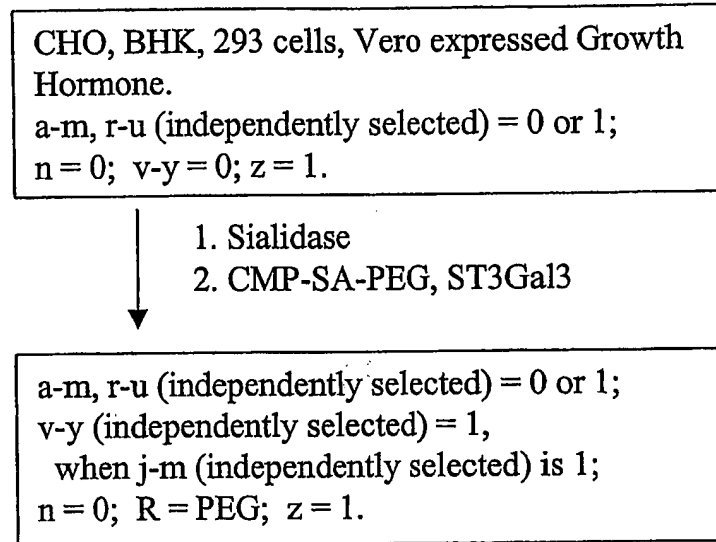 CHO, BHK, 293 cells, Vero expressed Growth
Hormone.
a-m, r-u (independently selected) = 0 or 1;
n = 0; v-y = 0; z = 1.
1. Sialidase
2. CMP-SA-PEG, ST3Gal3
a-m, r-u (independently selected) = 0 or 1;
v-y (independently selected) = 1,
when j-m (independently selected) is 1;
n = 0; R = PEG; z = 1.